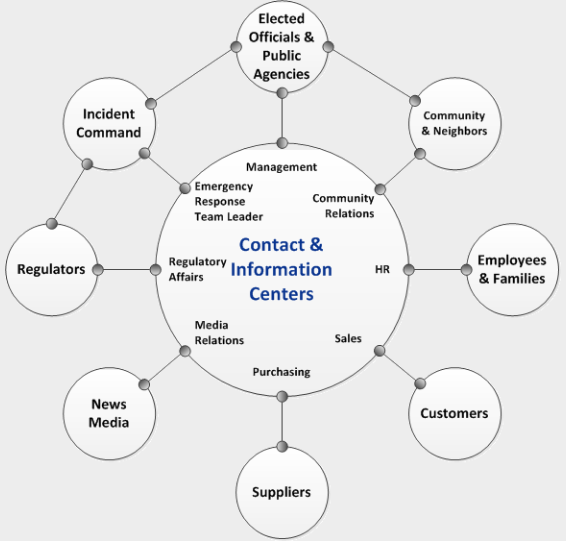 Elected
Officials &
Public
Agencies
Incident
Command
Community
& Neighbors
Management
Emergency
Response
Team Leader
Community
Relations
Contact &
Information
Centers
Regulators
Regulatory
Affairs
HR
Employees
& Families
Media
Relations
Sales
Purchasing
News
Media
Customers
Suppliers